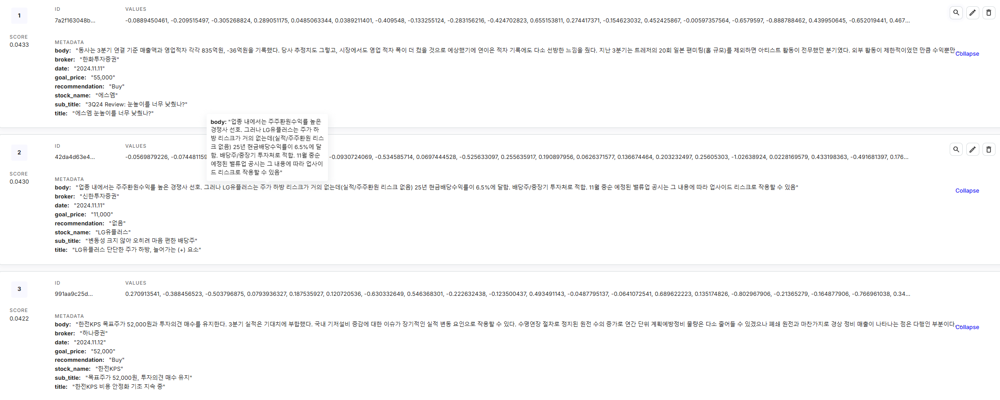 1
ID
VALUES
7a2f163048b...
-0.0889450461, -0.209515497, -0.305268824, 0.289051175, 0.0485063344, 0.0389211401, -0.409548, -0.133255124, -0.283156216, -0.424702823, 0.655153811, 0.274417371, -0.154623032, 0.452425867, -0.00597357564, -0.6579597, -0.888788462, 0.439950645, -0.652019441, 0.467...
SCORE
0.0433
METADATA
body: "동사는 3분기 연결 기준 매출액과 영업적자 각각 835억원, -36억원을 기록했다. 당사 추정치도 그렇고, 시장에서도 영업 적자 폭이 더 컸을 것으로 예상했기에 연이은 적자 기록에도 다소 선방한 느낌을 줬다. 지난 3분기는 트레저의 20회 일본 팬미팅(홀 규모)를 제외하면 아티스트 활동이 전무했던 분기였다. 외부 활동이 제한적이었던 만큼 수익뿐만...
Collapse
broker: "한화투자증권"
date: "2024.11.11"
goal_price: "55,000"
recommendation: "Buy"
stock_name: "에스엠"
sub_title: "3Q24 Review: 눈높이를 너무 낮췄나?"
title: "에스엠 눈높이를 너무 낮췄나?"
body: "업종 내에서는 주주환원수익률 높은
경쟁사 선호. 그러나 LG유플러스는 주가 하
방 리스크가 거의 없는데(실적/주주환원 리스
크 없음) 25년 현금배당수익률이 6.5%에 달
함. 배당주/중장기 투자처로 적합. 11월 중순
예정된 밸류업 공시는 그 내용에 따라 업사이
드 리스크로 작용할 수 있음"
2
ID
VALUES
42da4d63e4...
-0.0569879226, -0.074481159 -0.0930724069, -0.534585714, 0.0697444528, -0.525633097, 0.255635917, 0.190897956, 0.0626371577, 0.136674464, 0.203232497, 0.25605303, -1.02638924, 0.0228169579, 0.433198363, -0.491681397, 0.176...
SCORE
0.0430
METADATA
body: "업종 내에서는 주주환원수익률 높은 경쟁사 선호. 그러나 LG유플러스는 주가 하방 리스크가 거의 없는데(실적/주주환원 리스크 없음) 25년 현금배당수익률이 6.5%에 달함. 배당주/중장기 투자처로 적합. 11월 중순 예정된 밸류업 공시는 그 내용에 따라 업사이드 리스크로 작용할 수 있음"
Collapse
broker: "신한투자증권"
date: "2024.11.11"
goal_price: "11,000"
recommendation: "없음"
stock_name: "LG유플러스"
sub_title: "변동성 크지 않아 오히려 마음 편한 배당주"
title: "LG유플러스 단단한 주가 하방, 늘어가는 (+) 요소"
3
ID
VALUES
991aa9c25d...
0.270913541, -0.388456523, -0.503796875, 0.0793936327, 0.187535927, 0.120720536, -0.630332649, 0.546368301, -0.222632438, -0.123500437, 0.493491143, -0.0487795137, -0.0641072541, 0.689622223, 0.135174826, -0.802967906, -0.21365279, -0.164877906, -0.766961038, 0.34...
SCORE
0.0422
METADATA
body: "한전KPS 목표주가 52,000원과 투자의견 매수를 유지한다. 3분기 실적은 기대치에 부합했다. 국내 기저설비 증감에 대한 이슈가 장기적인 실적 변동 요인으로 작용할 수 있다. 수명연장 절차로 정지된 원전 수의 증가로 연간 단위 계획예방정비 물량은 다소 줄어들 수 있겠으나 폐쇄 원전과 마찬가지로 경상 정비 매출이 나타나는 점은 다행인 부분이다...
Collapse
broker: "하나증권"
date: "2024.11.12"
goal_price: "52,000"
recommendation: "Buy"
stock_name: "한전KPS"
sub_title: "목표주가 52,000원, 투자의견 매수 유지"
title: "한전KPS 비용 안정화 기조 지속 중"